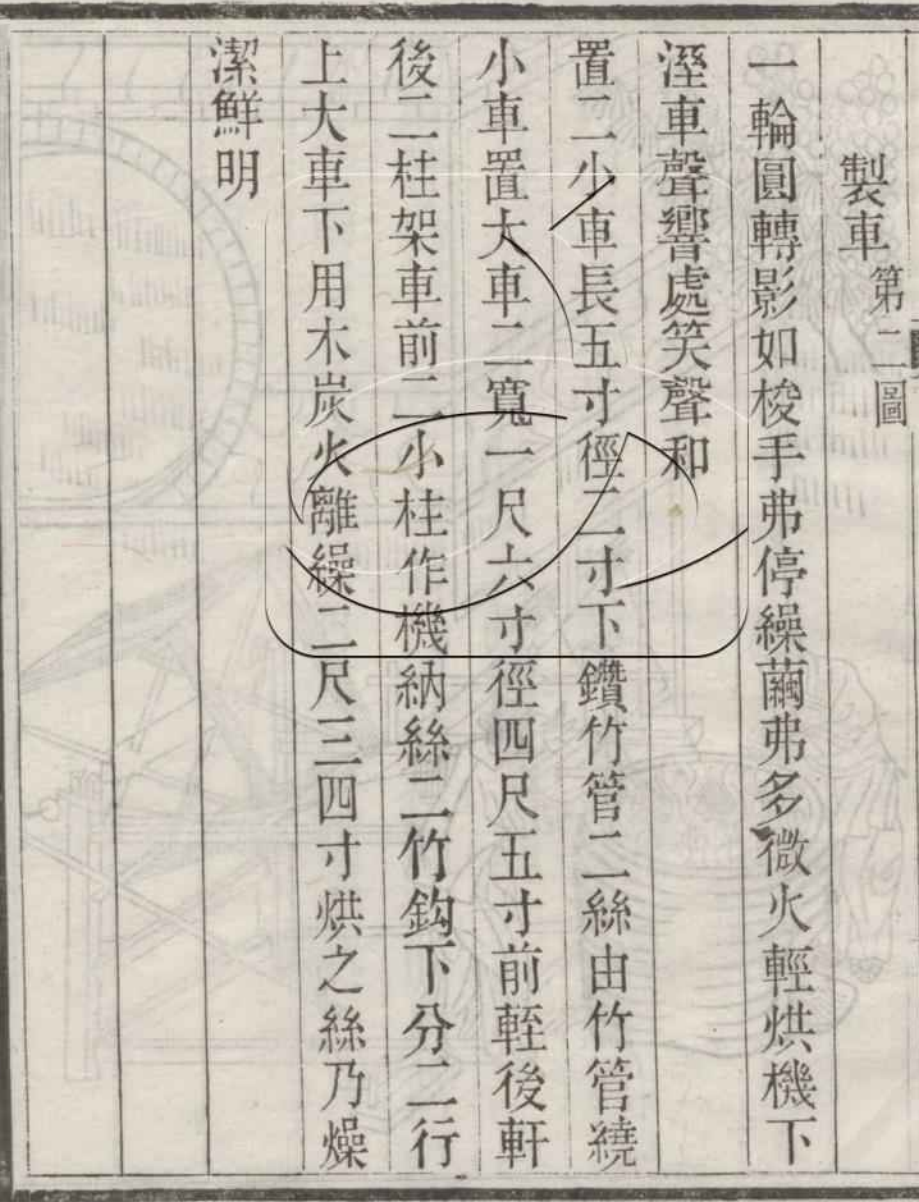 製車 第二圖
一輪圓轉影如梭手弗停繰繭弗多微火輕烘機下
溼車聲響處笑聲和
置二小車長五寸徑二寸下鑽竹管二絲由竹管繞
小車置大車二寬一尺六寸徑四尺五寸前輊後軒
後二柱架車前二小柱作機納絲二竹鈎下分二行
上大車下用木炭火離繰二尺三四寸烘之絲乃燥
潔鮮明